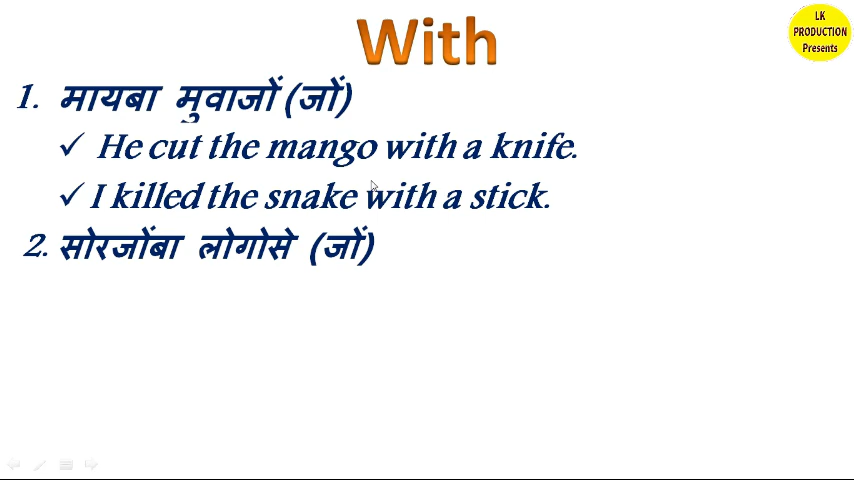 With
LK
PRODUCTION
Presents
1. मायबा मुवाजों (जों)
✓ He cut the mango with a knife.
✓ I killed the snake with a stick.
2. सोरजोंबा लोगोसे (जों)